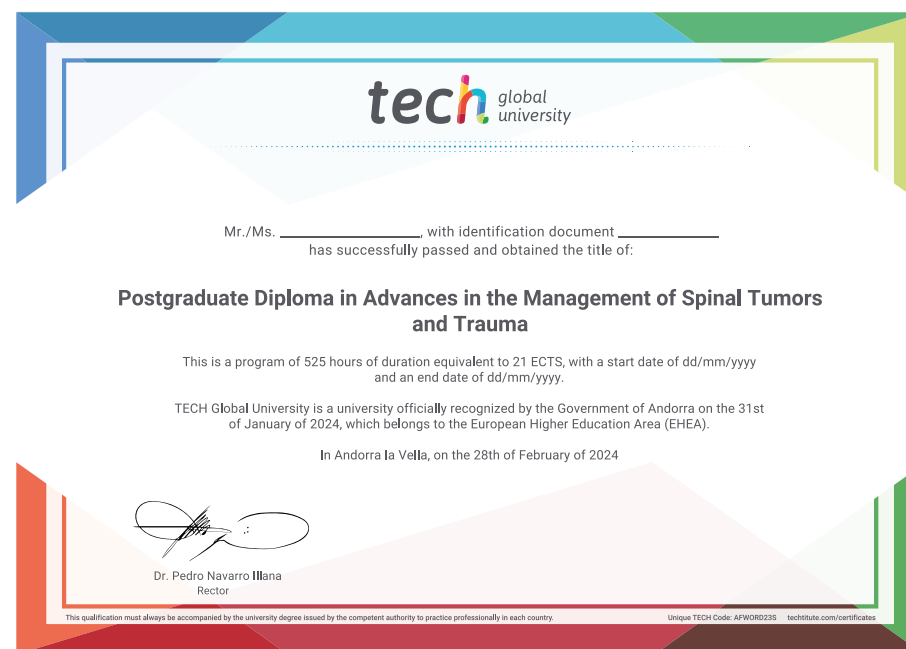 tech global university
Mr./Ms. ____________________, with identification document ______________
has successfully passed and obtained the title of:
Postgraduate Diploma in Advances in the Management of Spinal Tumors
and Trauma
This is a program of 525 hours of duration equivalent to 21 ECTS, with a start date of dd/mm/yyyy
and an end date of dd/mm/yyyy.
TECH Global University is a university officially recognized by the Government of Andorra on the 31st
of January of 2024, which belongs to the European Higher Education Area (EHEA).
In Andorra la Vella, on the 28th of February of 2024
Dr. Pedro Navarro Illana
Rector
This qualification must always be accompanied by the university degree issued by the competent authority to practice professionally in each country.
Unique TECH Code: AFWORD23S techtitute.com/certificates